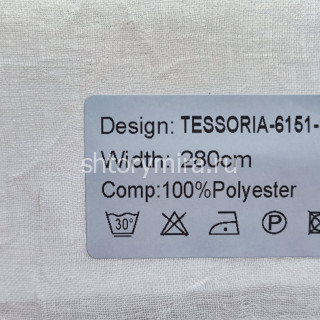 Design: TESSORIA-6151-
Width: 280cm
shtorymira.ru
Comp:100%Polyester
30°
P